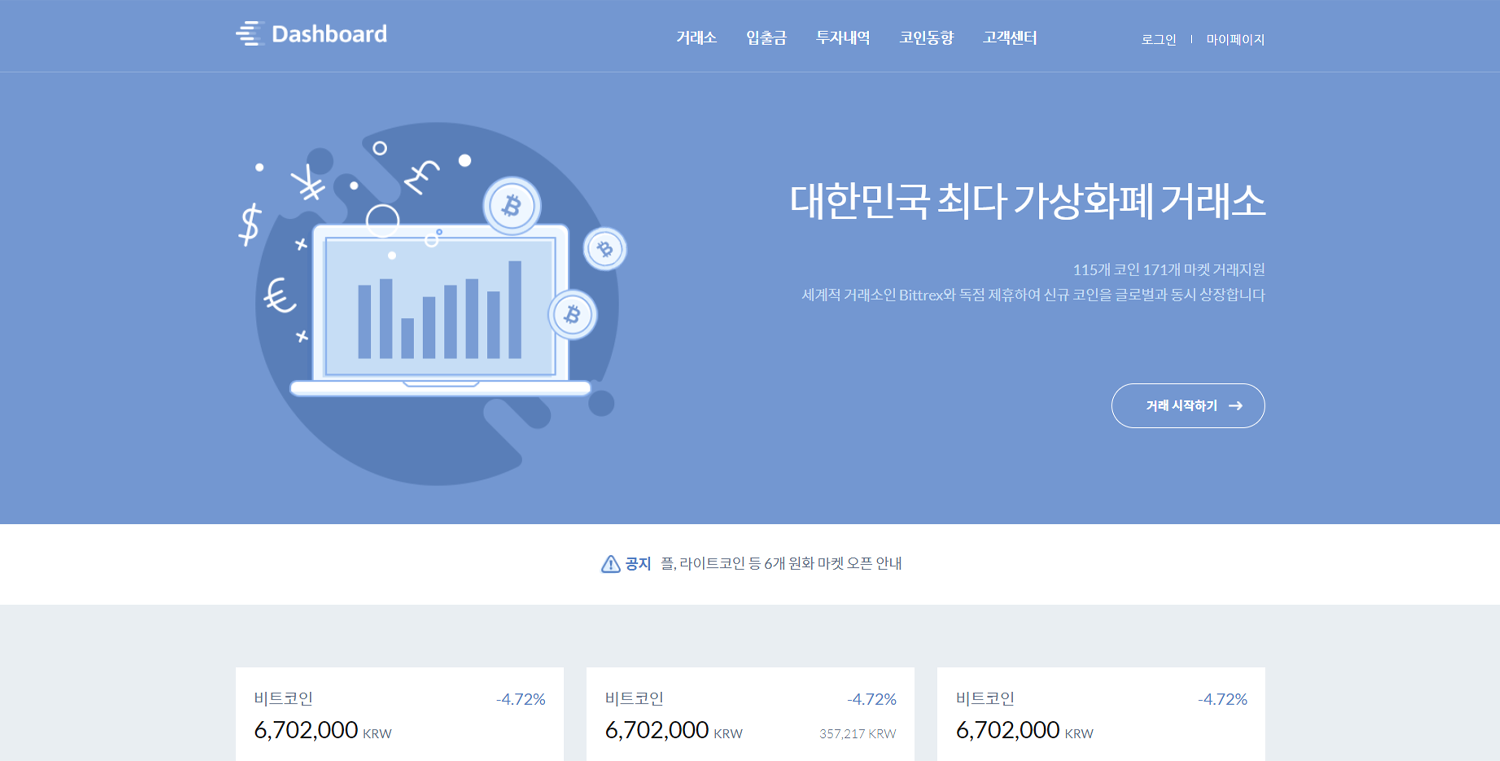 Dashboard
거래소 입출금 투자내역 코인동향 고객센터
로그인 | 마이페이지
대한민국 최다 가상화폐 거래소
115개 코인 171개 마켓 거래지원
세계적 거래소인 Bittrex와 독점 제휴하여 신규 코인을 글로벌과 동시 상장합니다
거래 시작하기 →
공지 플, 라이트코인 등 6개 원화 마켓 오픈 안내
비트코인 -4.72%
6,702,000 KRW
비트코인 -4.72%
6,702,000 KRW 357,217 KRW
비트코인 -4.72%
6,702,000 KRW